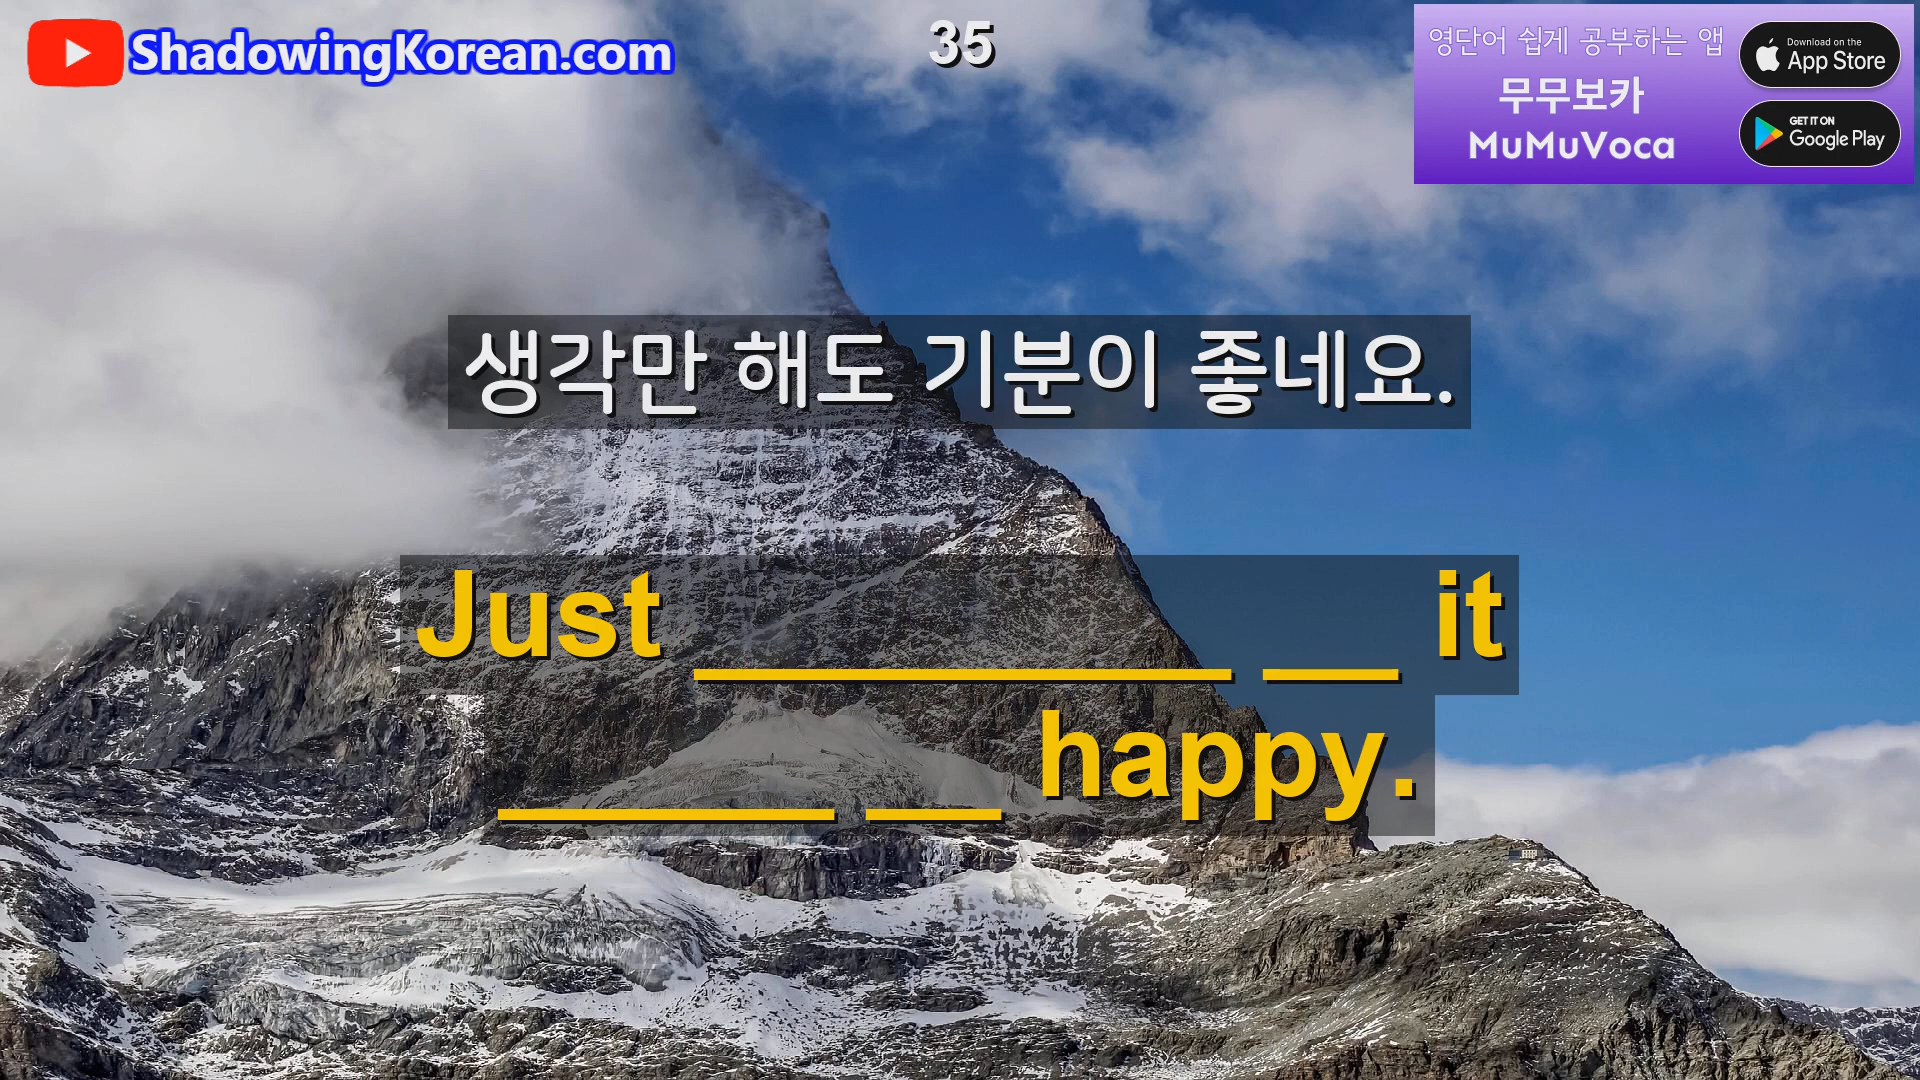 ShadowingKorean.com
35
영단어 쉽게 공부하는 앱
무무보카
MuMuVoca
Download on the
App Store
GET IT ON
Google Play
생각만 해도 기분이 좋네요.
Just ________ __ it
_____ __ happy.